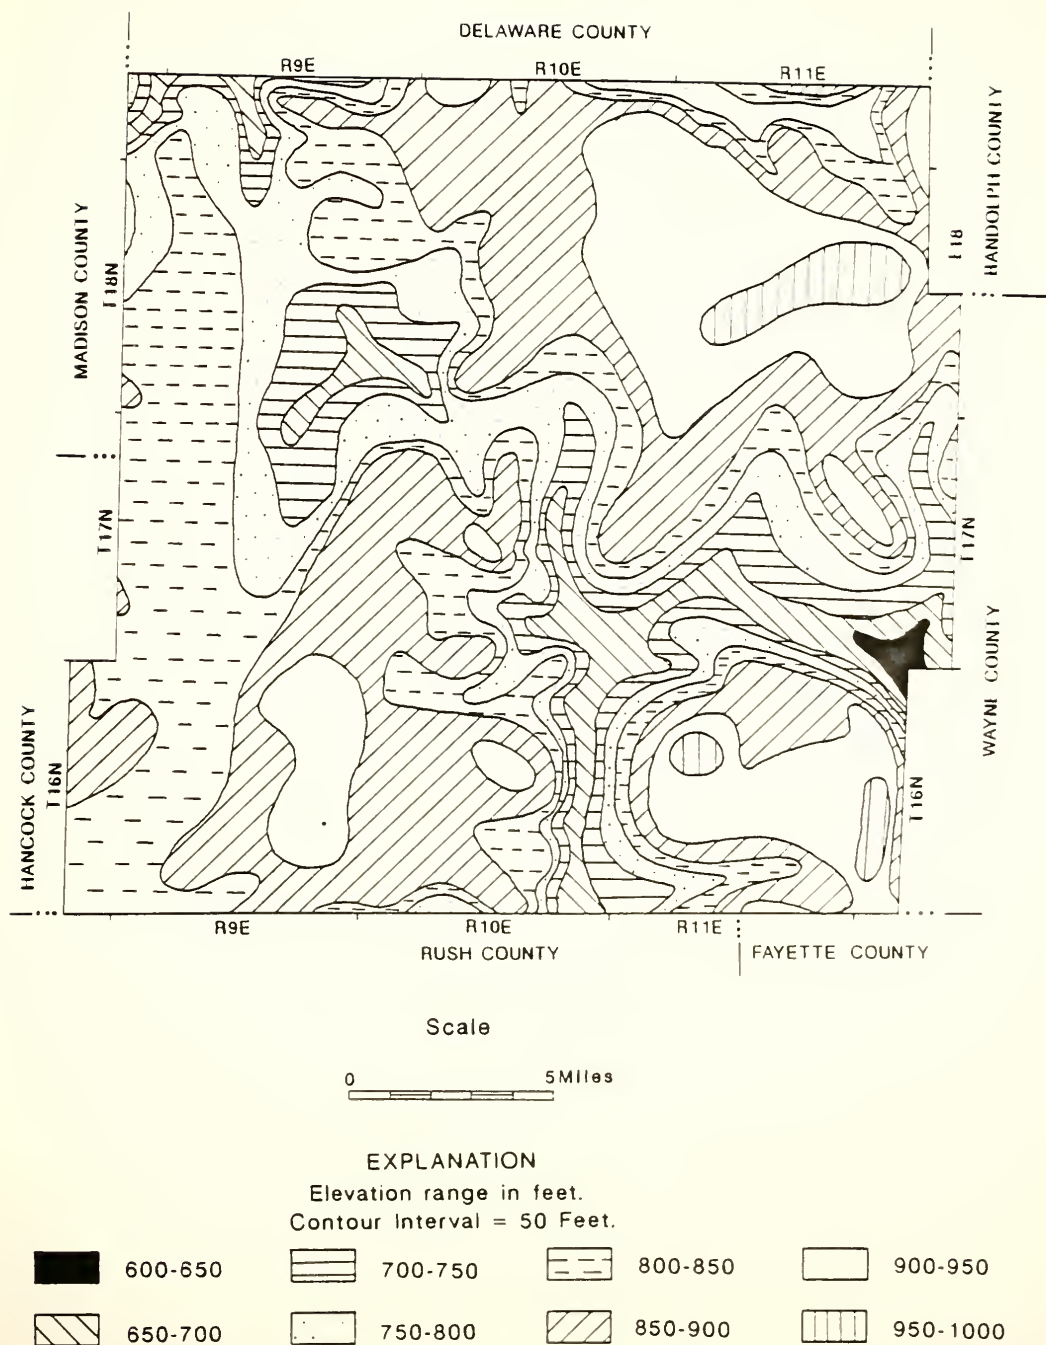 DELAWARE COUNTY
R9E R10E R11E
MADISON COUNTY
T18N
T18
RANDOLPH COUNTY
T17N
T17N
HANCOCK COUNTY
T16N
WAYNE COUNTY
T16N
R9E R10E R11E
RUSH COUNTY FAYETTE COUNTY
Scale
0 5 Miles
EXPLANATION
Elevation range in feet.
Contour Interval = 50 Feet.
600-650 700-750 800-850 900-950
650-700 750-800 850-900 950-1000